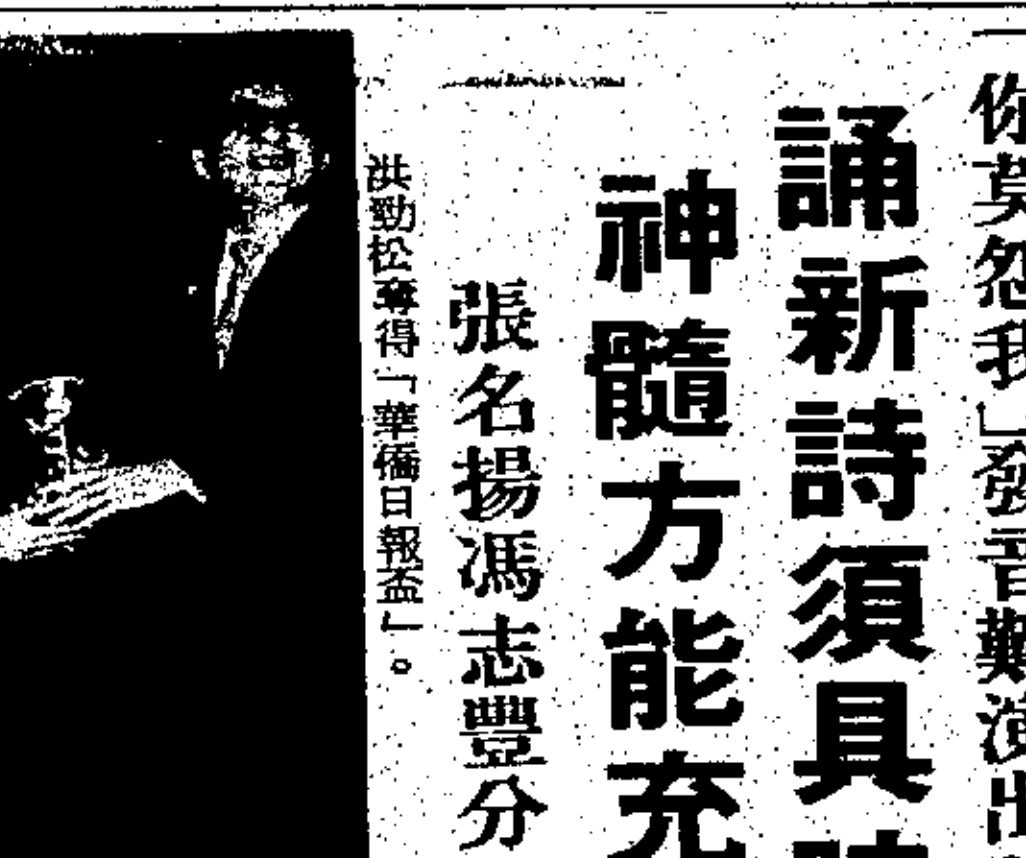 你莫怨我」發音難演出
誦新詩須具
神髓方能充
張名揚馮志豐分
洪勁松奪得「華僑日報盃」。